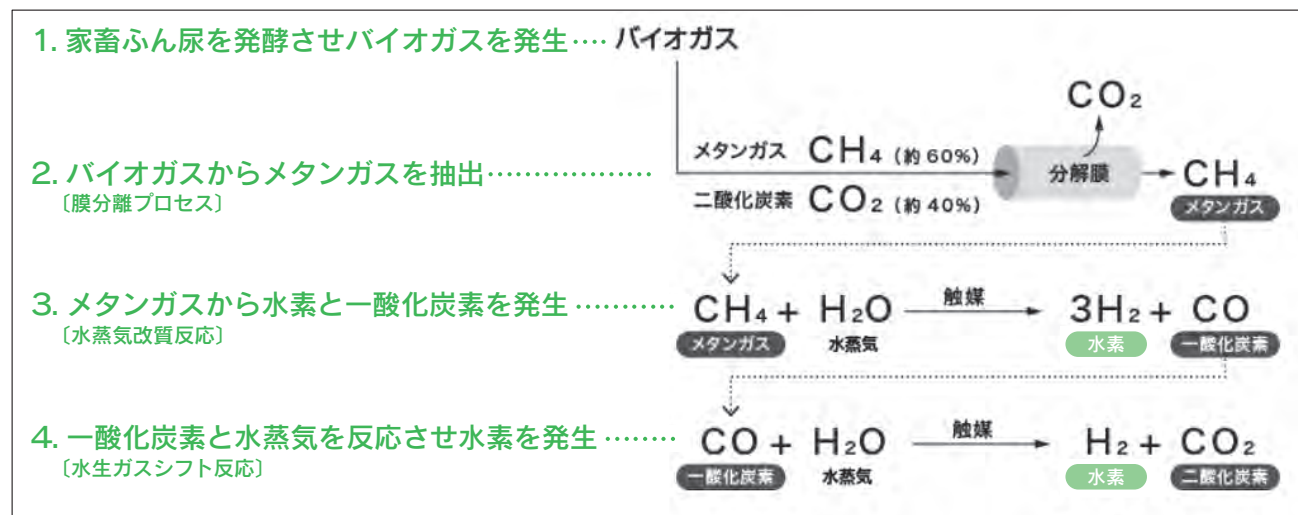 1. 家畜ふん尿を発酵させバイオガスを発生‥‥ バイオガス
CO₂
メタンガス CH₄ (約60%)
2. バイオガスからメタンガスを抽出………………
分解膜
CH₄
〔膜分離プロセス〕
二酸化炭素 CO₂ (約40%)
メタンガス
3. メタンガスから水素と一酸化炭素を発生…………
CH₄ + H₂O 触媒 3H₂ + CO
〔水蒸気改質反応〕
メタンガス 水蒸気 水素 一酸化炭素
4. 一酸化炭素と水蒸気を反応させ水素を発生………
CO + H₂O 触媒 H₂ + CO₂
〔水生ガスシフト反応〕
一酸化炭素 水蒸気 水素 二酸化炭素